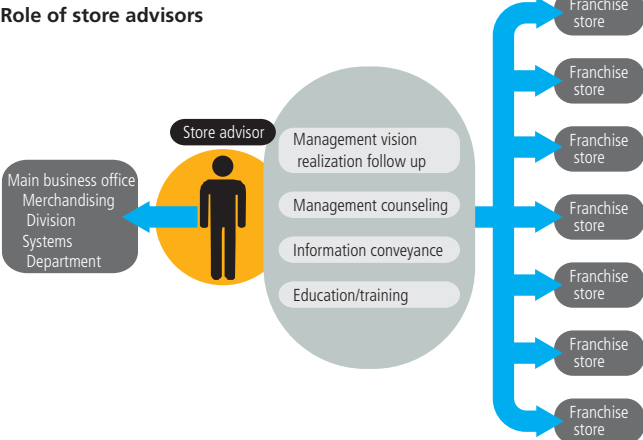 Role of store advisors
Franchise
store
Franchise
store
Store advisor
Management vision
realization follow up
Franchise
store
Main business office
Merchandising
Division
Systems
Department
Management counseling
Franchise
store
Information conveyance
Education/training
Franchise
store
Franchise
store
Franchise
store